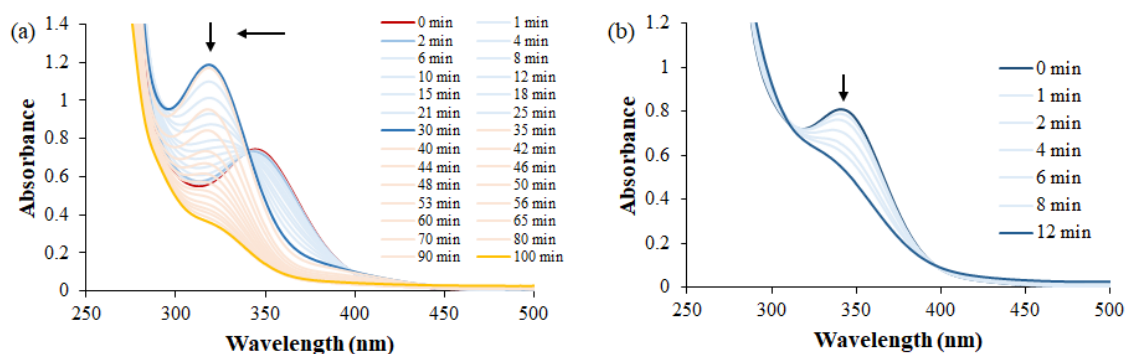 (a)
Absorbance
1.4
1.2
1
0.8
0.6
0.4
0.2
0
250 300 350 400 450 500
Wavelength (nm)
0 min 1 min
2 min 4 min
6 min 8 min
10 min 12 min
15 min 18 min
21 min 25 min
30 min 35 min
40 min 42 min
44 min 46 min
48 min 50 min
53 min 56 min
60 min 65 min
70 min 80 min
90 min 100 min
(b)
Absorbance
1.2
1
0.8
0.6
0.4
0.2
0
250 300 350 400 450 500
Wavelength (nm)
0 min
1 min
2 min
4 min
6 min
8 min
12 min